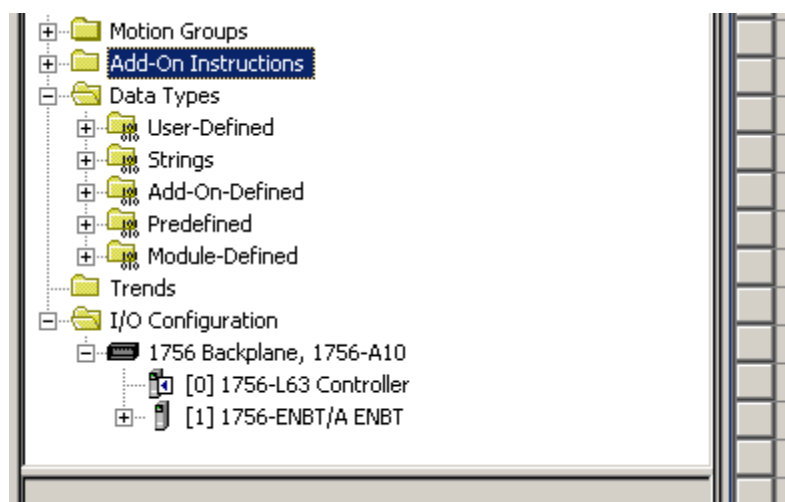 Motion Groups
Add-On Instructions
Data Types
User-Defined
Strings
Add-On-Defined
Predefined
Module-Defined
Trends
I/O Configuration
1756 Backplane, 1756-A10
[0] 1756-L63 Controller
[1] 1756-ENBT/A ENBT